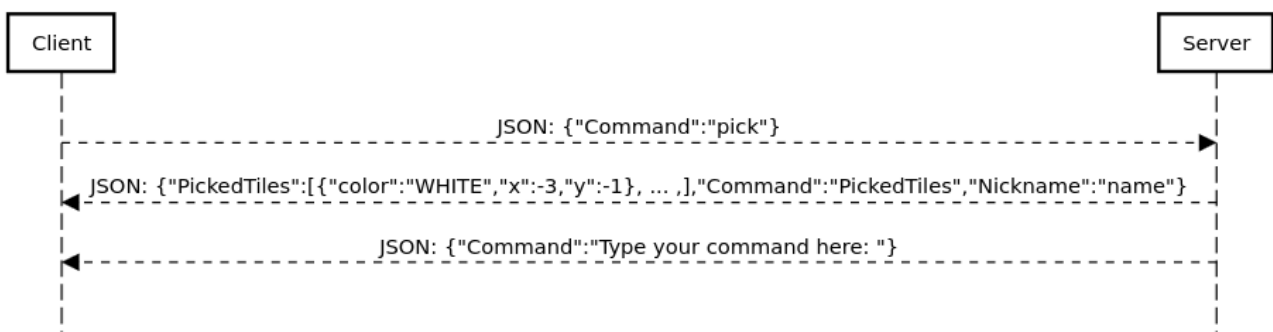 Client
Server
JSON: {"Command":"pick"}
JSON: {"PickedTiles":[{"color":"WHITE","x":-3,"y":-1}, ... ,],"Command":"PickedTiles","Nickname":"name"}
JSON: {"Command":"Type your command here: "}